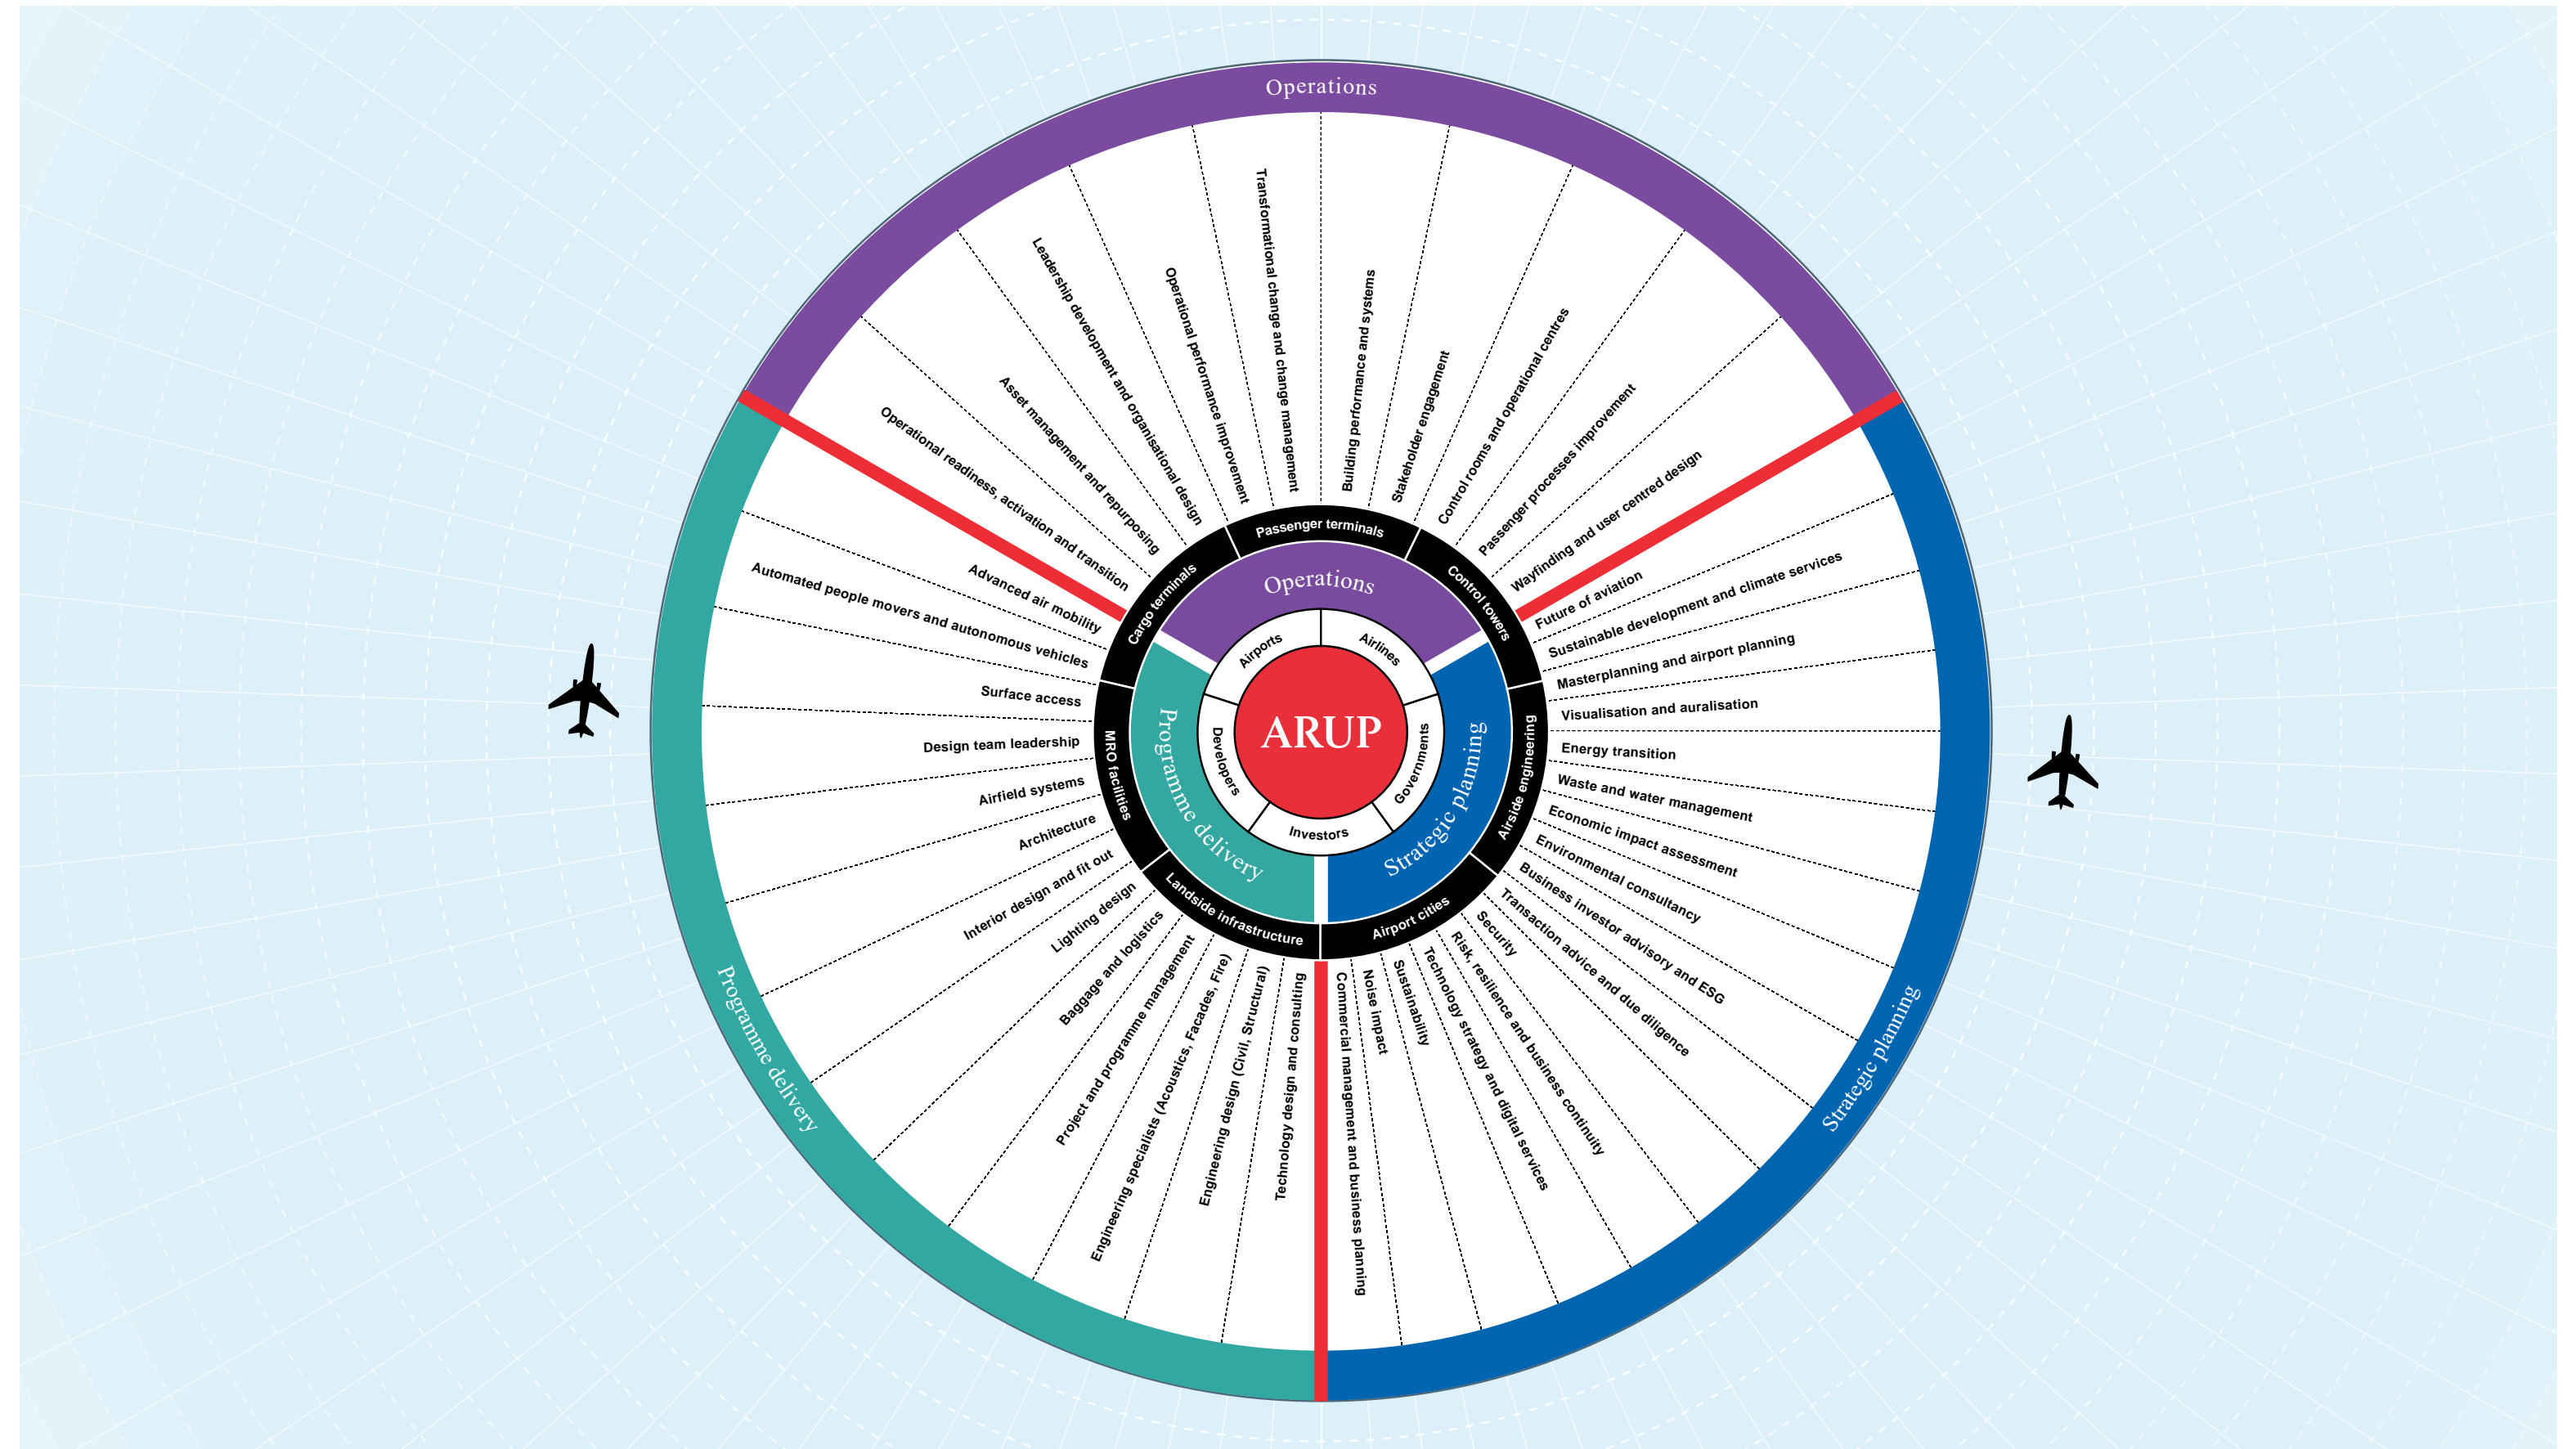 Operations
Operational readiness, activation and transition
Asset management and repurposing
Leadership development and organisational design
Operational performance improvement
Transformational change and change management
Building performance and systems
Stakeholder engagement
Control rooms and operational centres
Passenger processes improvement
Wayfinding and user centred design
Strategic planning
Future of aviation
Sustainable development and climate services
Masterplanning and airport planning
Visualisation and auralisation
Energy transition
Waste and water management
Economic impact assessment
Environmental consultancy
Business investor advisory and ESG
Transaction advice and due diligence
Security
Risk, resilience and business continuity
Technology strategy and digital services
Sustainability
Noise impact
Commercial management and business planning
Programme delivery
Technology design and consulting
Engineering design (Civil, Structural)
Engineering specialists (Acoustics, Facades, Fire)
Project and programme management
Baggage and logistics
Lighting design
Interior design and fit out
Architecture
Airfield systems
Design team leadership
Surface access
Automated people movers and autonomous vehicles
Advanced air mobility
Cargo terminals
Passenger terminals
Control towers
Airside engineering
Airport cities
Landside infrastructure
MRO facilities
Operations
Strategic planning
Programme delivery
Airports
Airlines
Governments
Investors
Developers
ARUP